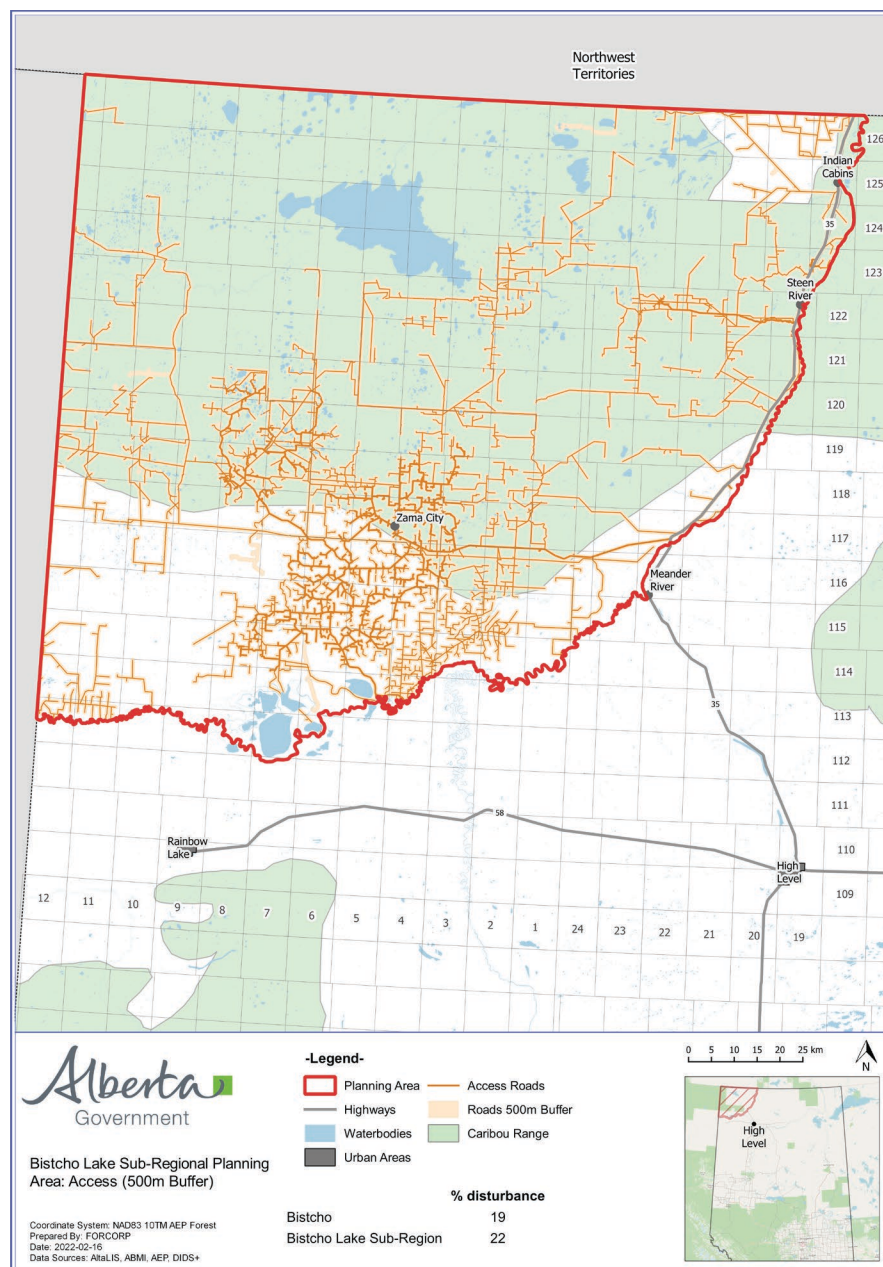 Northwest
Territories
126
Indian
Cabins
125
35
124
123
Steen
River
122
121
120
119
118
Zama City
117
Meander
River
116
115
114
35
113
112
111
58
Rainbow
Lake
110
High
Level
109
12
11
10
9
8
7
6
5
4
3
2
1
24
23
22
21
20
19
Alberta
Government
Bistcho Lake Sub-Regional Planning
Area: Access (500m Buffer)
Coordinate System: NAD83 10TM AEP Forest
Prepared By: FORCORP
Date: 2022-02-16
Data Sources: AltaLIS, ABMI, AEP, DIDS+
-Legend-
Planning Area
Access Roads
Highways
Roads 500m Buffer
Waterbodies
Caribou Range
Urban Areas
% disturbance
Bistcho 19
Bistcho Lake Sub-Region 22
0 5 10 15 20 25 km
N
High
Level